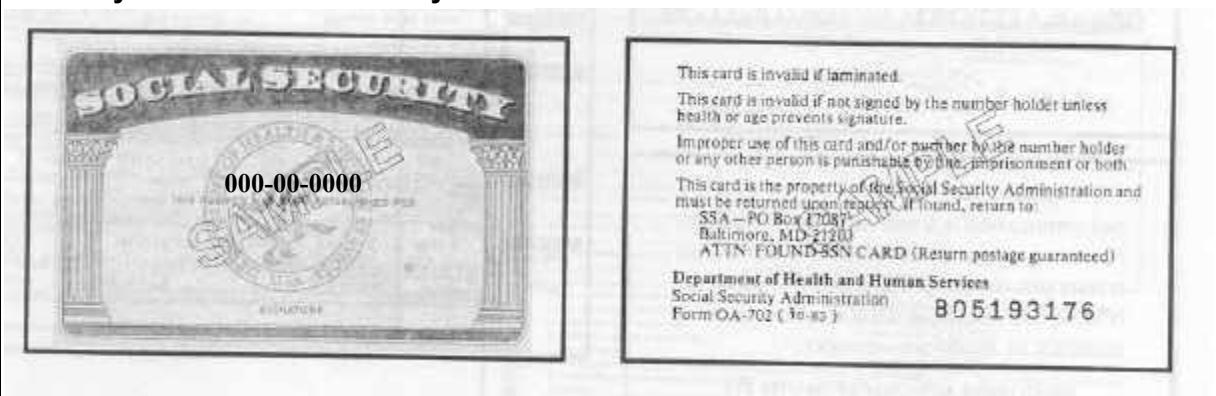 SOCIAL SECURITY
000-00-0000
SAMPLE
SIGNATURE
This card is invalid if laminated.
This card is invalid if not signed by the number holder unless
health or age prevents signature.
Improper use of this card and/or number by the number holder
or any other person is punishable by fine, imprisonment or both.
This card is the property of the Social Security Administration and
must be returned upon request. If found, return to:
SSA—PO Box 17087
Baltimore, MD 21203
ATTN: FOUND SSN CARD (Return postage guaranteed)
Department of Health and Human Services
Social Security Administration
Form OA-702 (10-83)
B05193176
SAMPLE